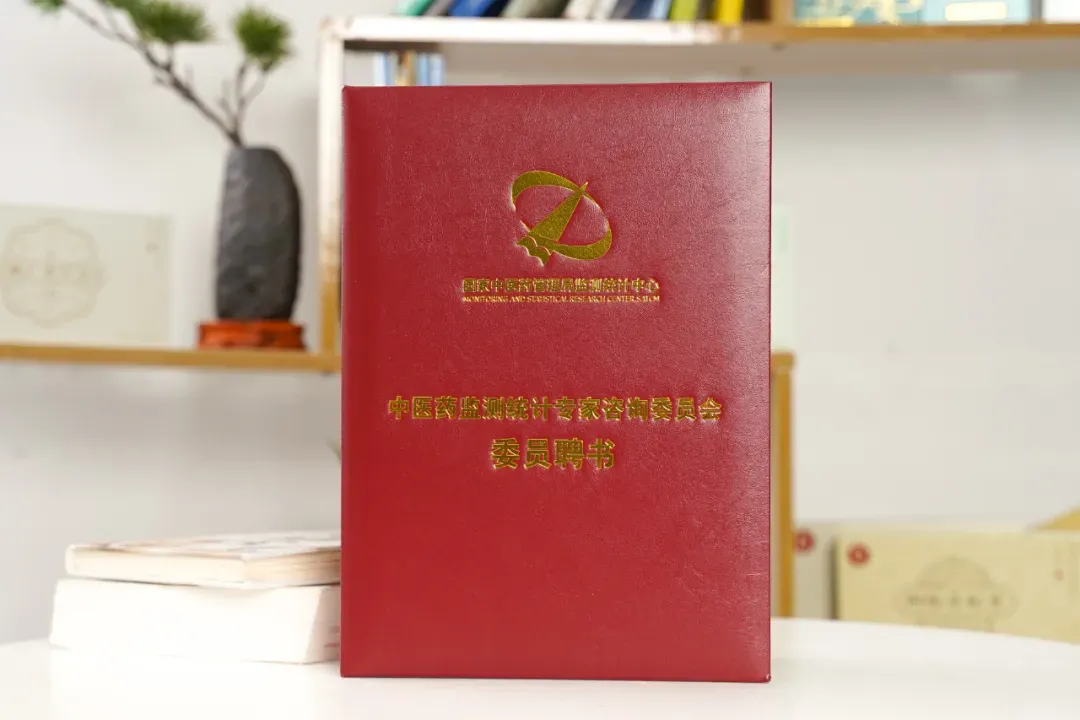 国家中医药管理局监测统计中心
MONITORING AND STATISTICAL RESEARCH CENTER, SATCM
中医药监测统计专家咨询委员会
委员聘书